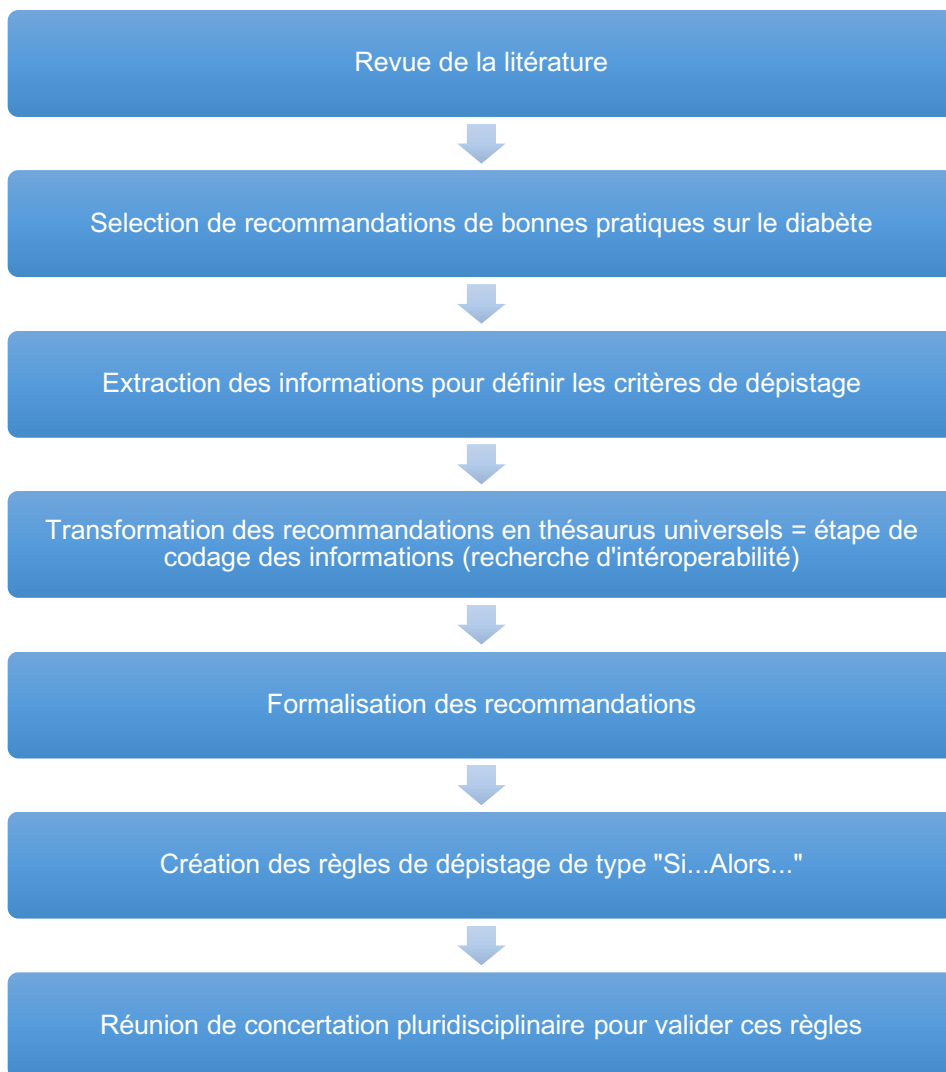 Revue de la litérature
Selection de recommandations de bonnes pratiques sur le diabète
Extraction des informations pour définir les critères de dépistage
Transformation des recommandations en thésaurus universels = étape de
codage des informations (recherche d'intéroperabilité)
Formalisation des recommandations
Création des règles de dépistage de type "Si...Alors..."
Réunion de concertation pluridisciplinaire pour valider ces règles